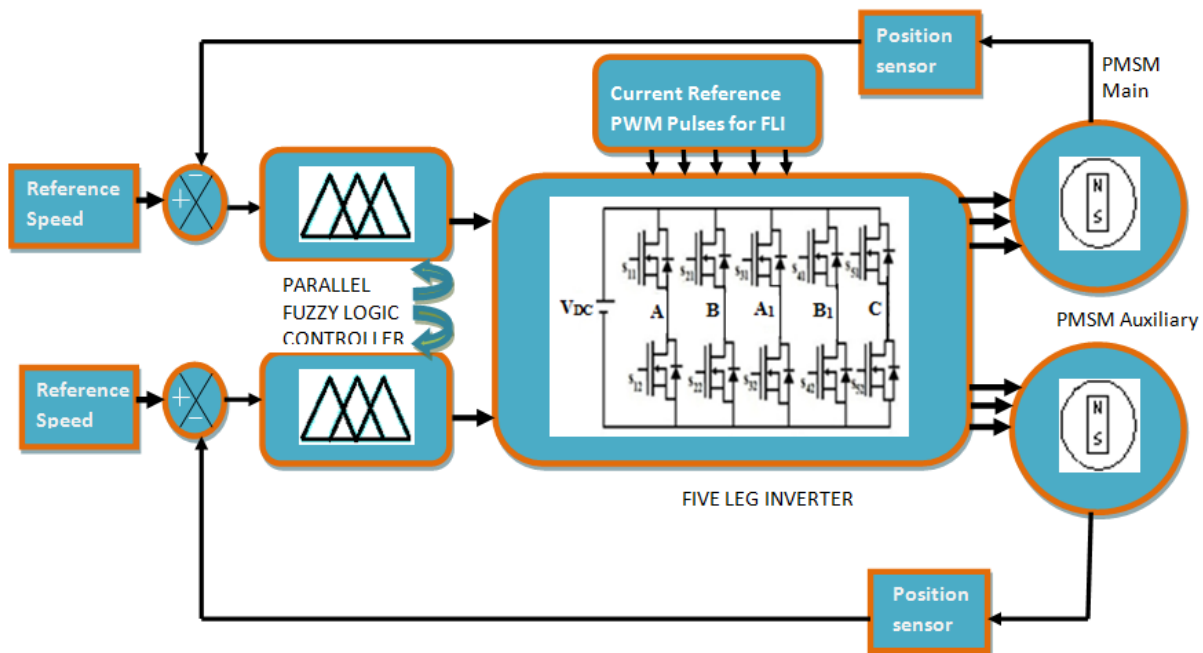 Position
sensor
PMSM
Main
Current Reference
PWM Pulses for FLI
Reference
Speed
+
−
N
S
S11
S21
S31
S41
S51
VDC
A
B
A1
B1
C
S12
S22
S32
S42
S52
PARALLEL
FUZZY LOGIC
CONTROLLER
PMSM Auxiliary
Reference
Speed
+
−
N
S
FIVE LEG INVERTER
Position
sensor